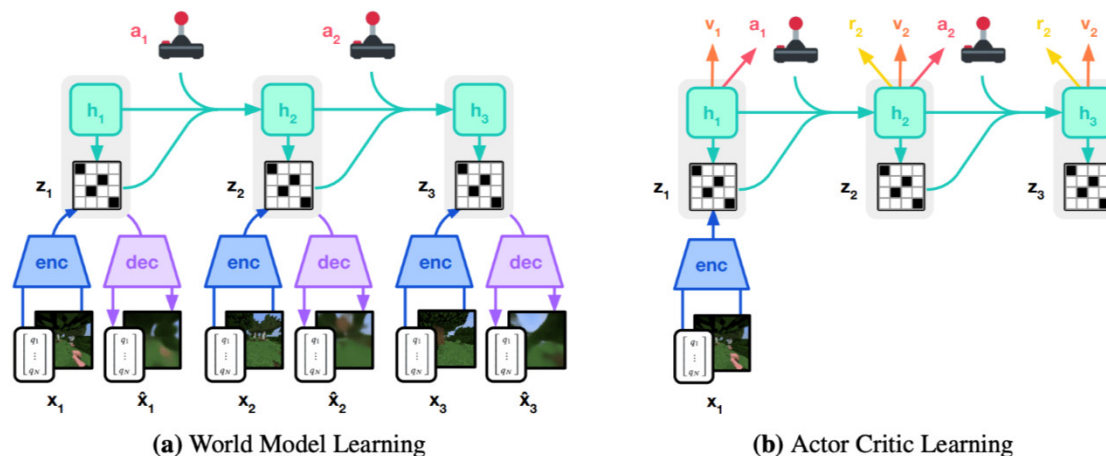 a1 a2
h1 h2 h3
z1 z2 z3
enc dec enc dec enc dec
q1 ⋮ qN q1 ⋮ qN q1 ⋮ qN q1 ⋮ qN q1 ⋮ qN q1 ⋮ qN
x1 x̂1 x2 x̂2 x3 x̂3
(a) World Model Learning
v1 a1 r2 v2 a2 r2 v2
h1 h2 h3
z1 z2 z3
enc
q1 ⋮ qN
x1
(b) Actor Critic Learning